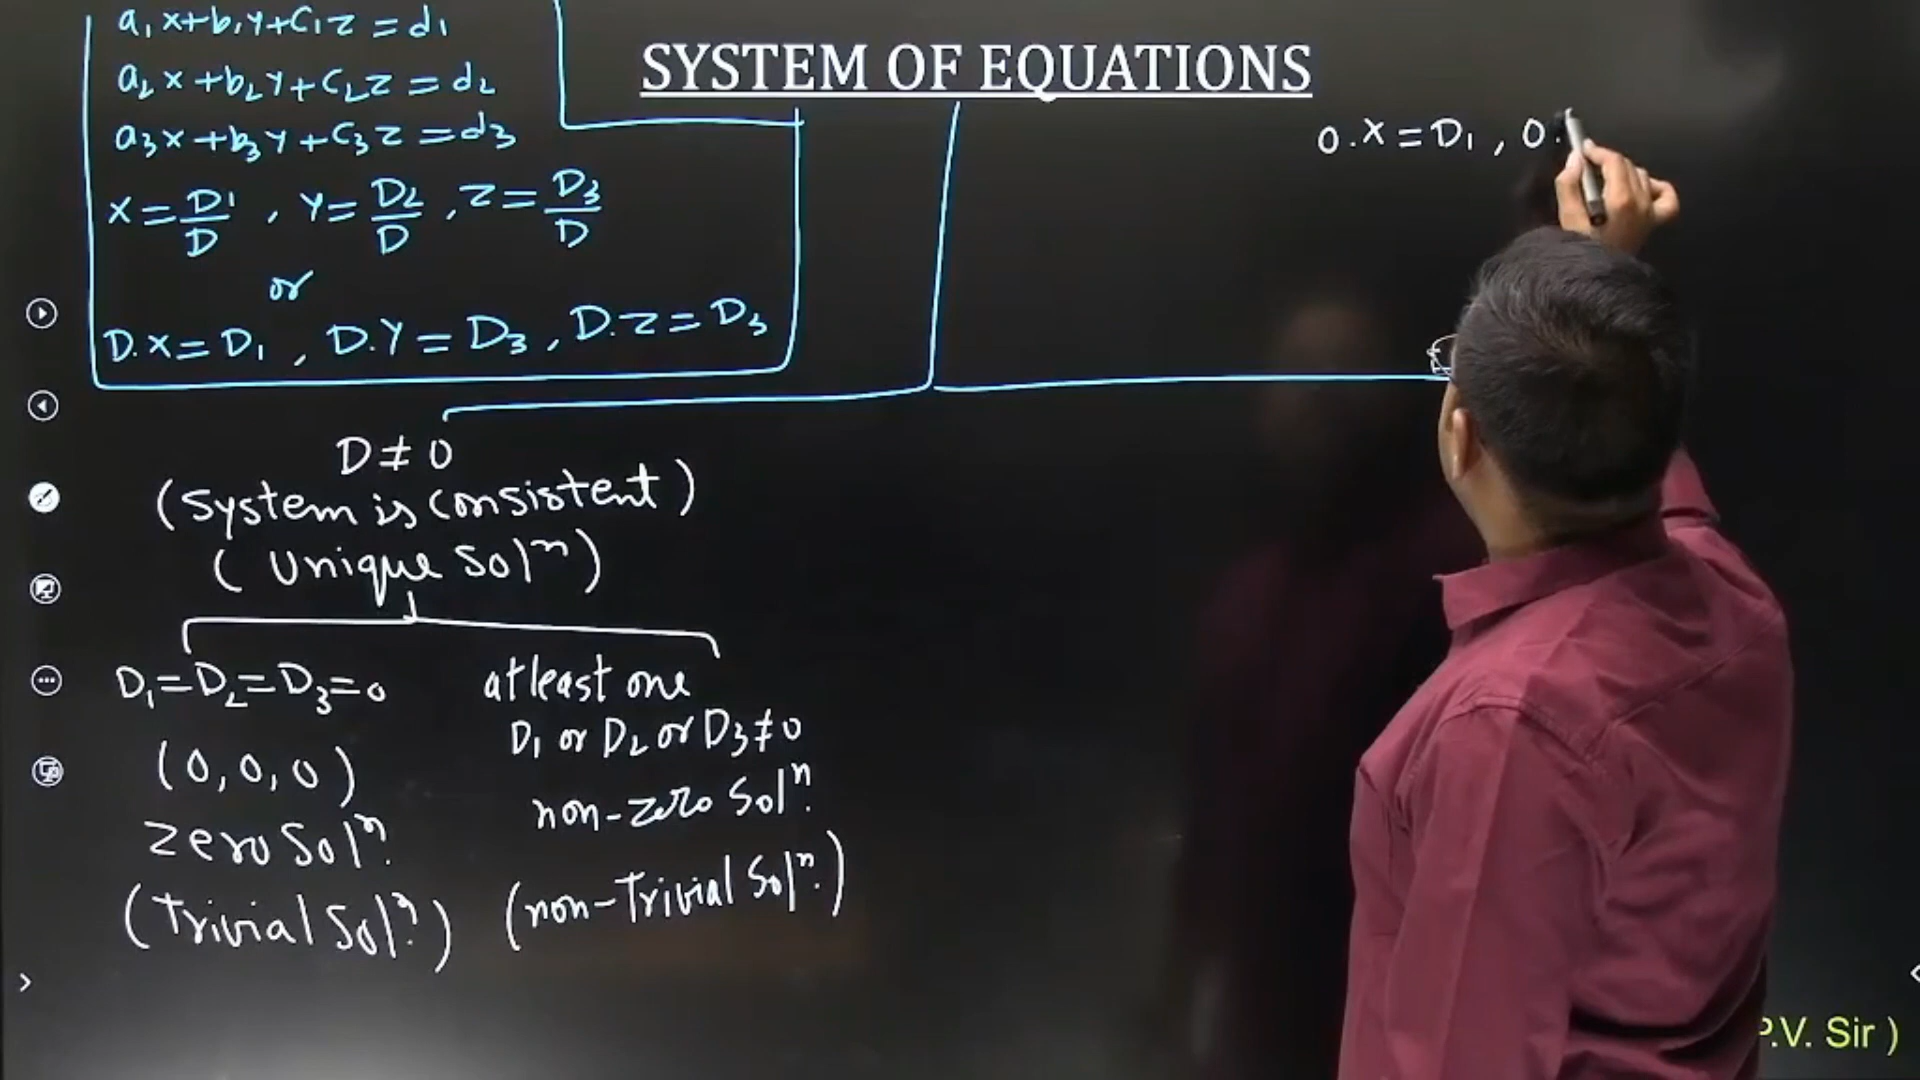 SYSTEM OF EQUATIONS
a₁x+b₁y+c₁z = d₁
a₂x+b₂y+c₂z = d₂
a₃x+b₃y+c₃z = d₃
x = D₁/D , y = D₂/D , z = D₃/D
or
D.x = D₁ , D.y = D₃ , D.z = D₃
0.x = D₁ , 0.
D ≠ 0
(System is consistent)
(Unique Solⁿ)
D₁=D₂=D₃=0
(0,0,0)
zero Solⁿ.
(Trivial Solⁿ.)
atleast one
D₁ or D₂ or D₃ ≠ 0
non-zero Solⁿ.
(non-Trivial Solⁿ.)
P.V. Sir )